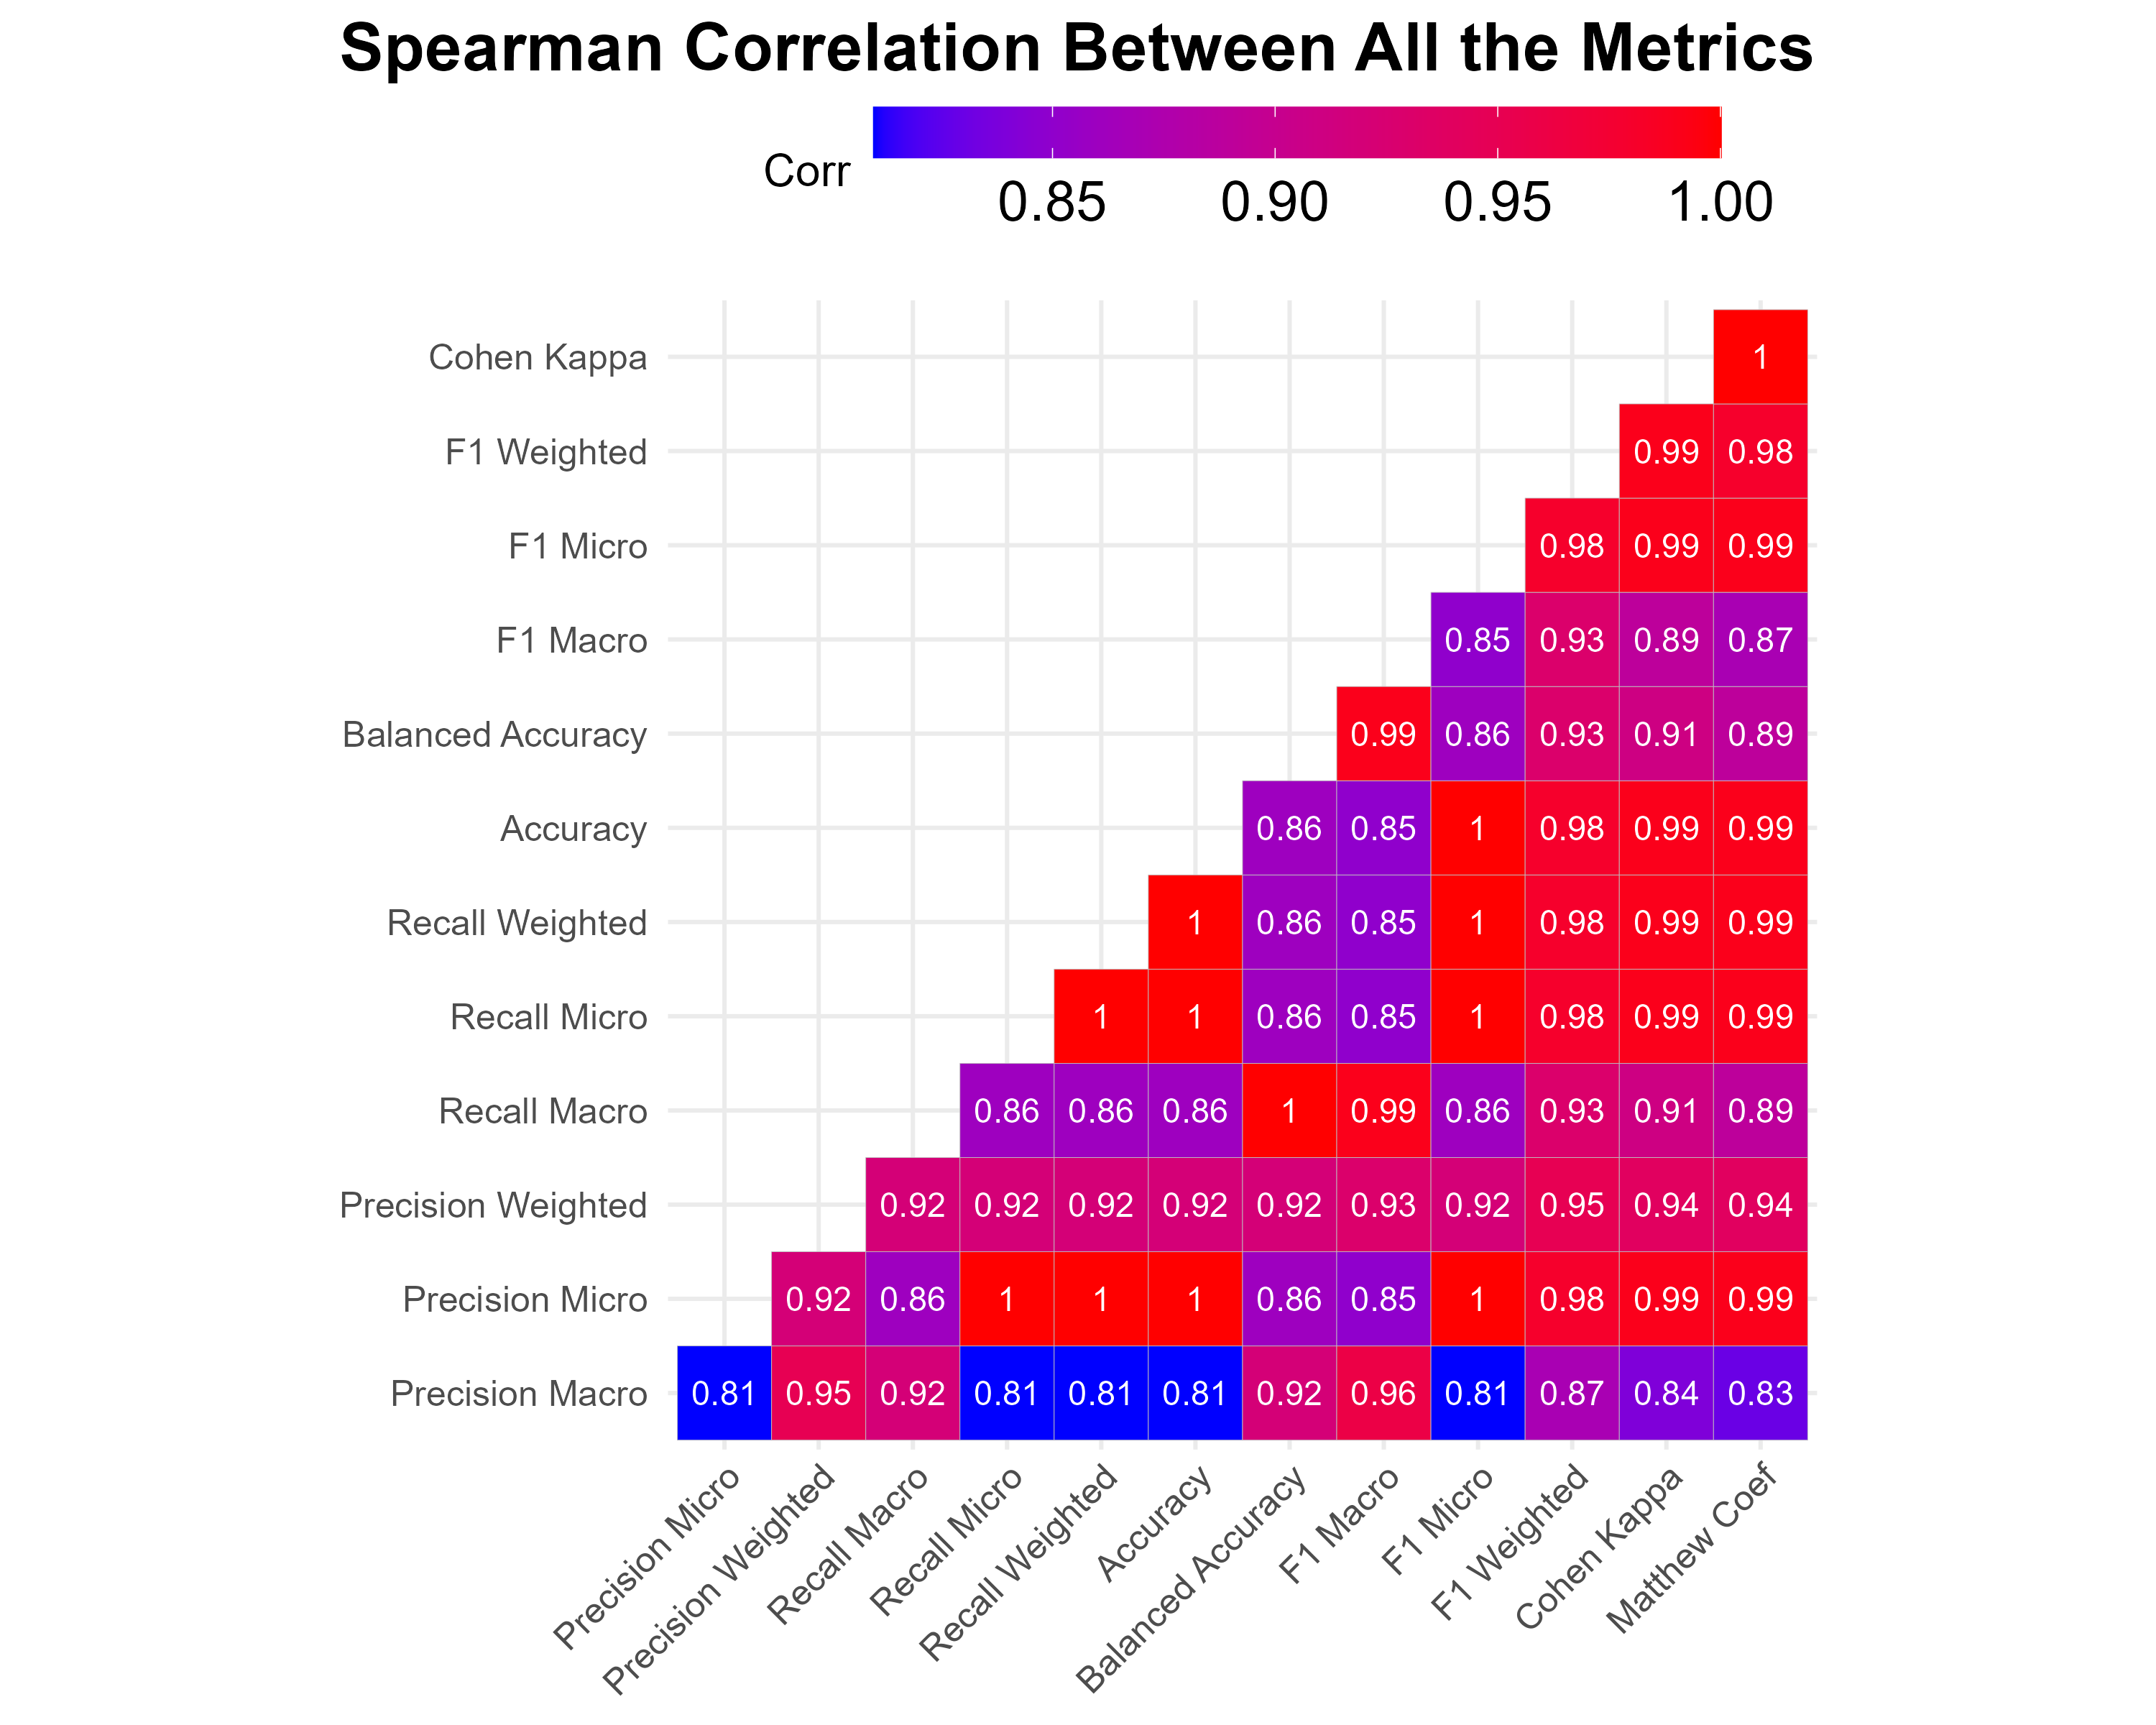 Spearman Correlation Between All the Metrics
Corr
0.85 0.90 0.95 1.00
Cohen Kappa 1
F1 Weighted 0.99 0.98
F1 Micro 0.98 0.99 0.99
F1 Macro 0.85 0.93 0.89 0.87
Balanced Accuracy 0.99 0.86 0.93 0.91 0.89
Accuracy 0.86 0.85 1 0.98 0.99 0.99
Recall Weighted 1 0.86 0.85 1 0.98 0.99 0.99
Recall Micro 1 1 0.86 0.85 1 0.98 0.99 0.99
Recall Macro 0.86 0.86 0.86 1 0.99 0.86 0.93 0.91 0.89
Precision Weighted 0.92 0.92 0.92 0.92 0.92 0.93 0.92 0.95 0.94 0.94
Precision Micro 0.92 0.86 1 1 1 0.86 0.85 1 0.98 0.99 0.99
Precision Macro 0.81 0.95 0.92 0.81 0.81 0.81 0.92 0.96 0.81 0.87 0.84 0.83
Precision Micro
Precision Weighted
Recall Macro
Recall Micro
Recall Weighted
Accuracy
Balanced Accuracy
F1 Macro
F1 Micro
F1 Weighted
Cohen Kappa
Matthew Coef